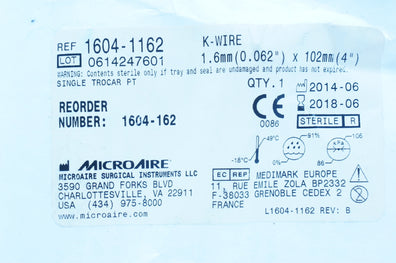 REF 1604-1162 K-WIRE
LOT 0614247601 1.6mm(0.062") x 102mm(4")
WARNING: Contents sterile only if tray and seal are undamaged and product has not expired.
SINGLE TROCAR PT QTY.1 2014-06
REORDER 2018-06
NUMBER: 1604-162 CE 0086 STERILE R
-18°C 49°C 0% 91% 86 106
MICROAIRE
MICROAIRE SURGICAL INSTRUMENTS LLC
3590 GRAND FORKS BLVD
CHARLOTTESVILLE, VA 22911
USA (434) 975-8000
www.microaire.com
EC REP MEDIMARK EUROPE
11, RUE EMILE ZOLA BP2332
F-38033 GRENOBLE CEDEX 2
FRANCE
L1604-1162 REV: B